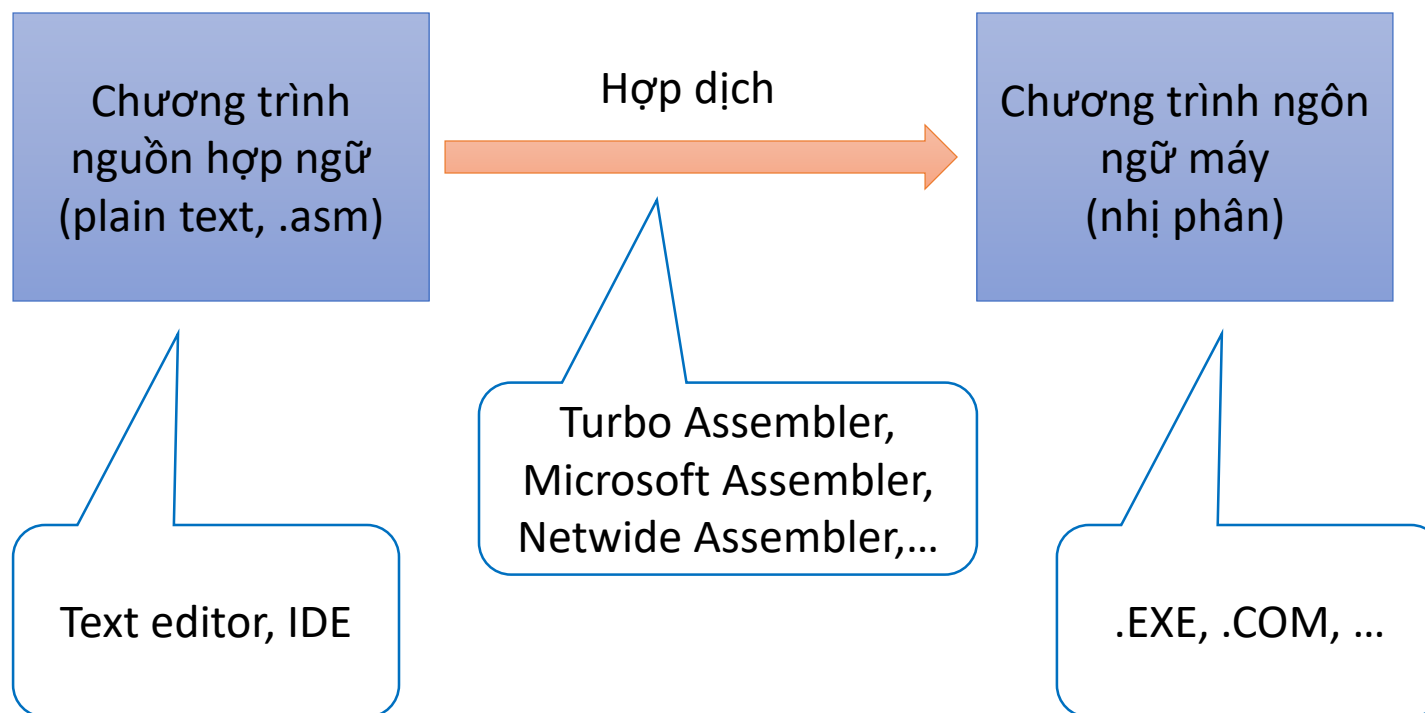 Chương trình
nguồn hợp ngữ
(plain text, .asm)
Hợp dịch
Chương trình ngôn
ngữ máy
(nhị phân)
Turbo Assembler,
Microsoft Assembler,
Netwide Assembler,…
Text editor, IDE
.EXE, .COM, …